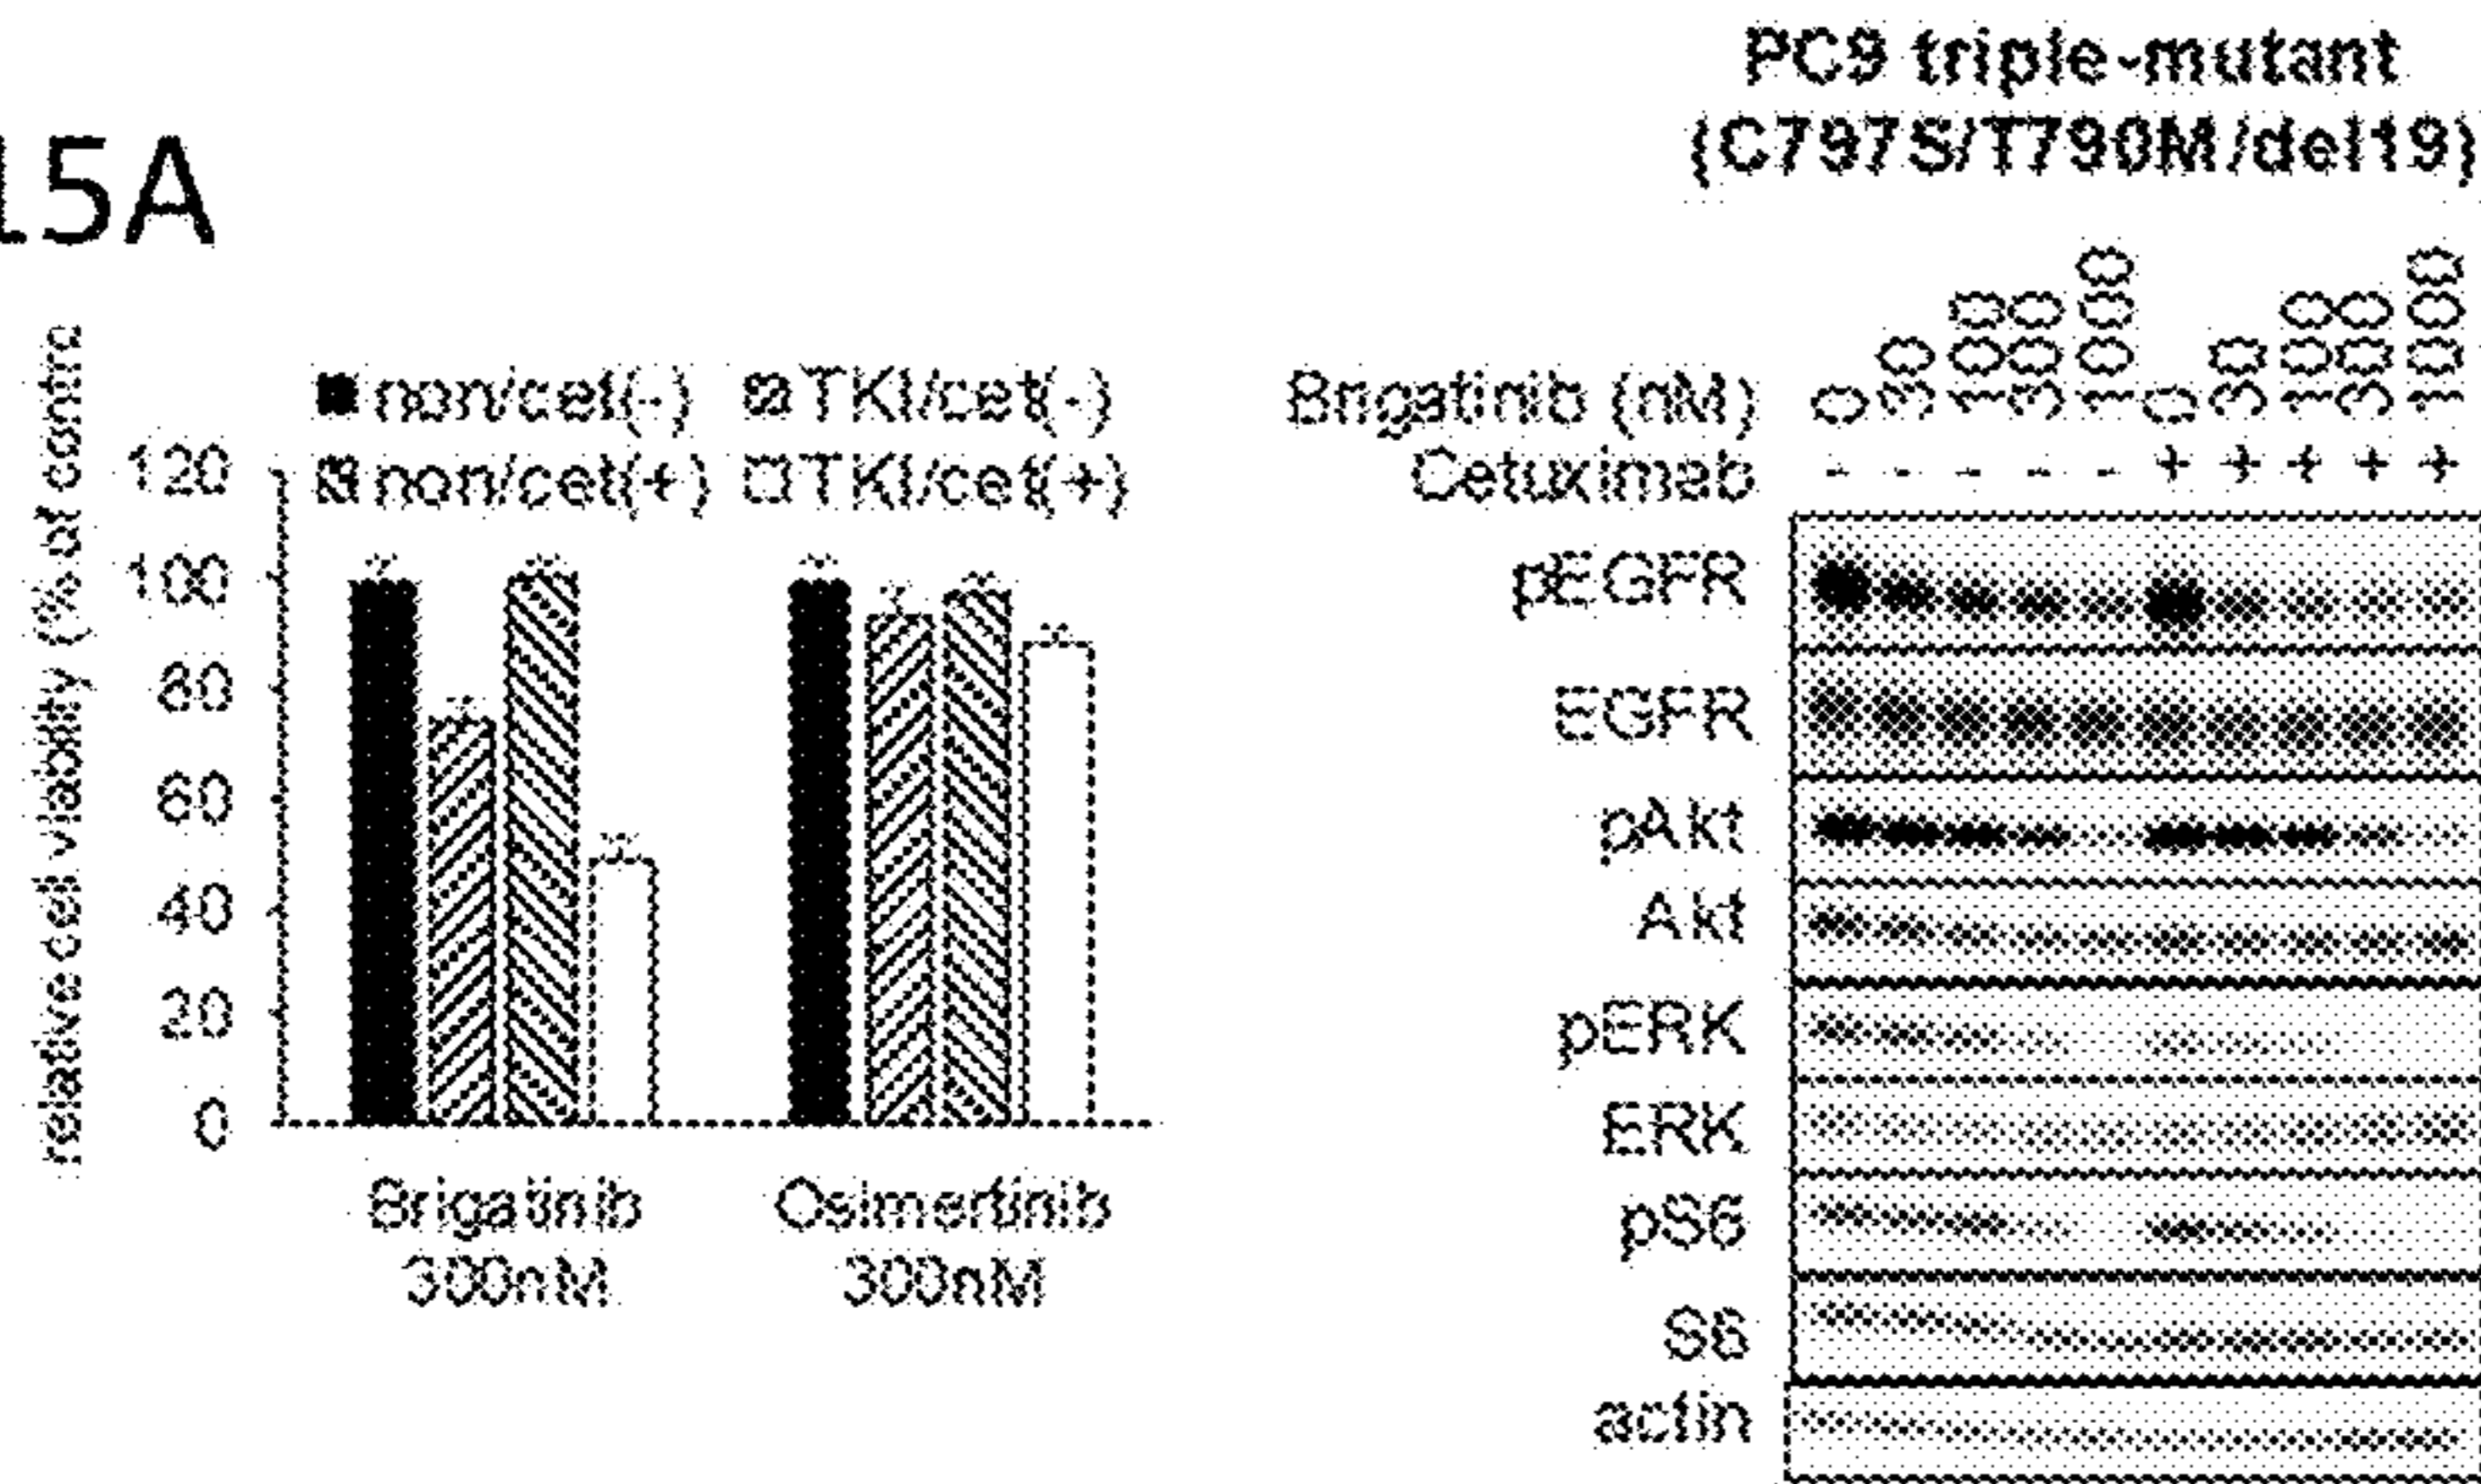 15A
relative cell viability (% of contro
non/cet(-) TKI/cet(-)
non/cet(+) TKI/cet(+)
120
100
80
60
40
20
0
Brigatinib Osimertinib
300nM 300nM
PC9 triple-mutant
(C797S/T790M/del19)
Brigatinib (nM) 0 30 100 300 1000 0 30 100 300 1000
Cetuximab - - - - - + + + + +
pEGFR
EGFR
pAkt
Akt
pERK
ERK
pS6
S6
actin